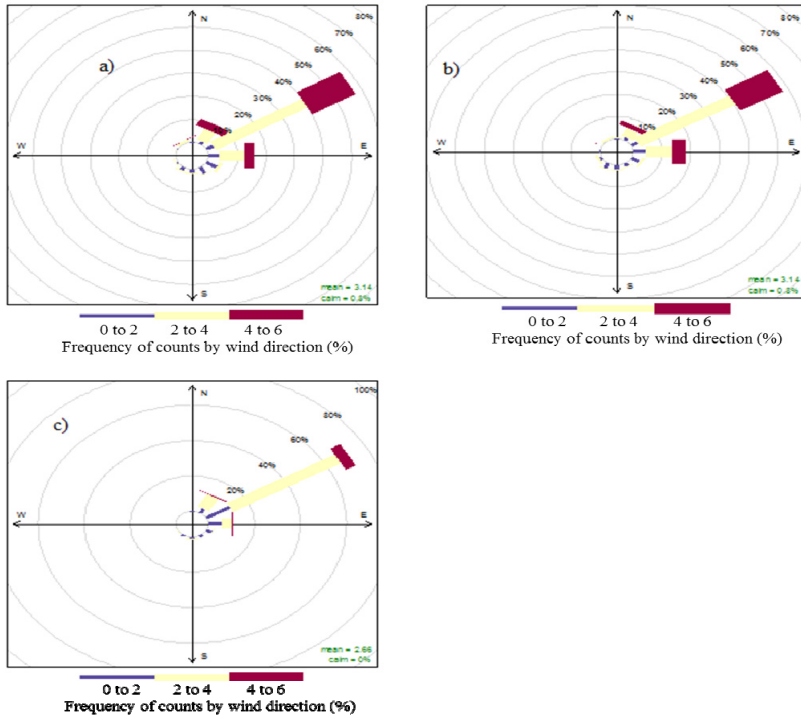 a)
N
80%
70%
60%
50%
40%
30%
20%
10%
W
E
S
mean = 3.14
calm = 0.8%
0 to 2 2 to 4 4 to 6
Frequency of counts by wind direction (%)
b)
N
80%
70%
60%
50%
40%
30%
20%
10%
W
E
S
mean = 3.14
calm = 0.8%
0 to 2 2 to 4 4 to 6
Frequency of counts by wind direction (%)
c)
N
100%
80%
60%
40%
20%
W
E
S
mean = 2.66
calm = 0%
0 to 2 2 to 4 4 to 6
Frequency of counts by wind direction (%)